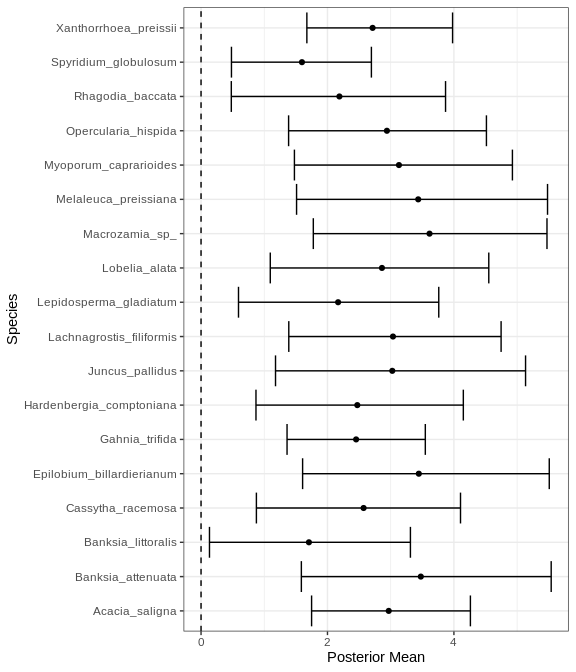 Xanthorrhoea_preissii
Spyridium_globulosum
Rhagodia_baccata
Opercularia_hispida
Myoporum_caprarioides
Melaleuca_preissiana
Macrozamia_sp_
Lobelia_alata
Lepidosperma_gladiatum
Lachnagrostis_filiformis
Juncus_pallidus
Hardenbergia_comptoniana
Gahnia_trifida
Epilobium_billardierianum
Cassytha_racemosa
Banksia_littoralis
Banksia_attenuata
Acacia_saligna
Species
0 2 4
Posterior Mean